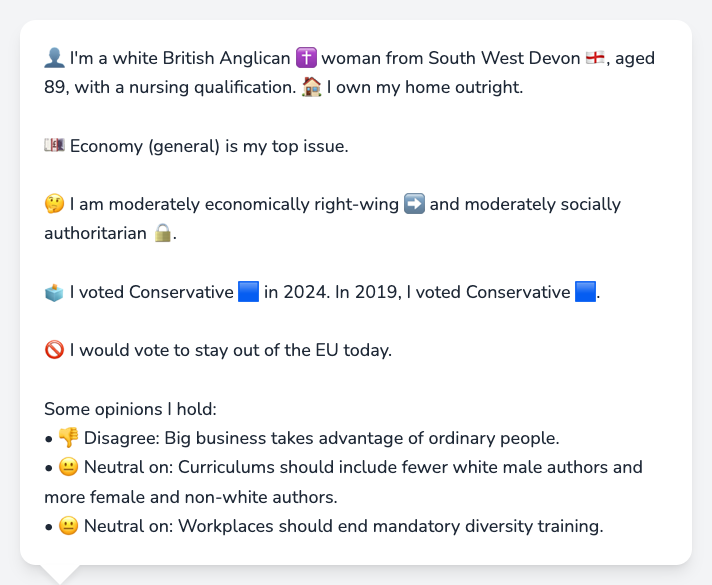 👤 I'm a white British Anglican ✝️ woman from South West Devon 🏴󠁧󠁢󠁥󠁮󠁧󠁿, aged
89, with a nursing qualification. 🏠 I own my home outright.
💷 Economy (general) is my top issue.
🤔 I am moderately economically right-wing ➡️ and moderately socially
authoritarian 🔒.
🗳️ I voted Conservative 🟦 in 2024. In 2019, I voted Conservative 🟦.
🚫 I would vote to stay out of the EU today.
Some opinions I hold:
• 👎 Disagree: Big business takes advantage of ordinary people.
• 😐 Neutral on: Curriculums should include fewer white male authors and
more female and non-white authors.
• 😐 Neutral on: Workplaces should end mandatory diversity training.